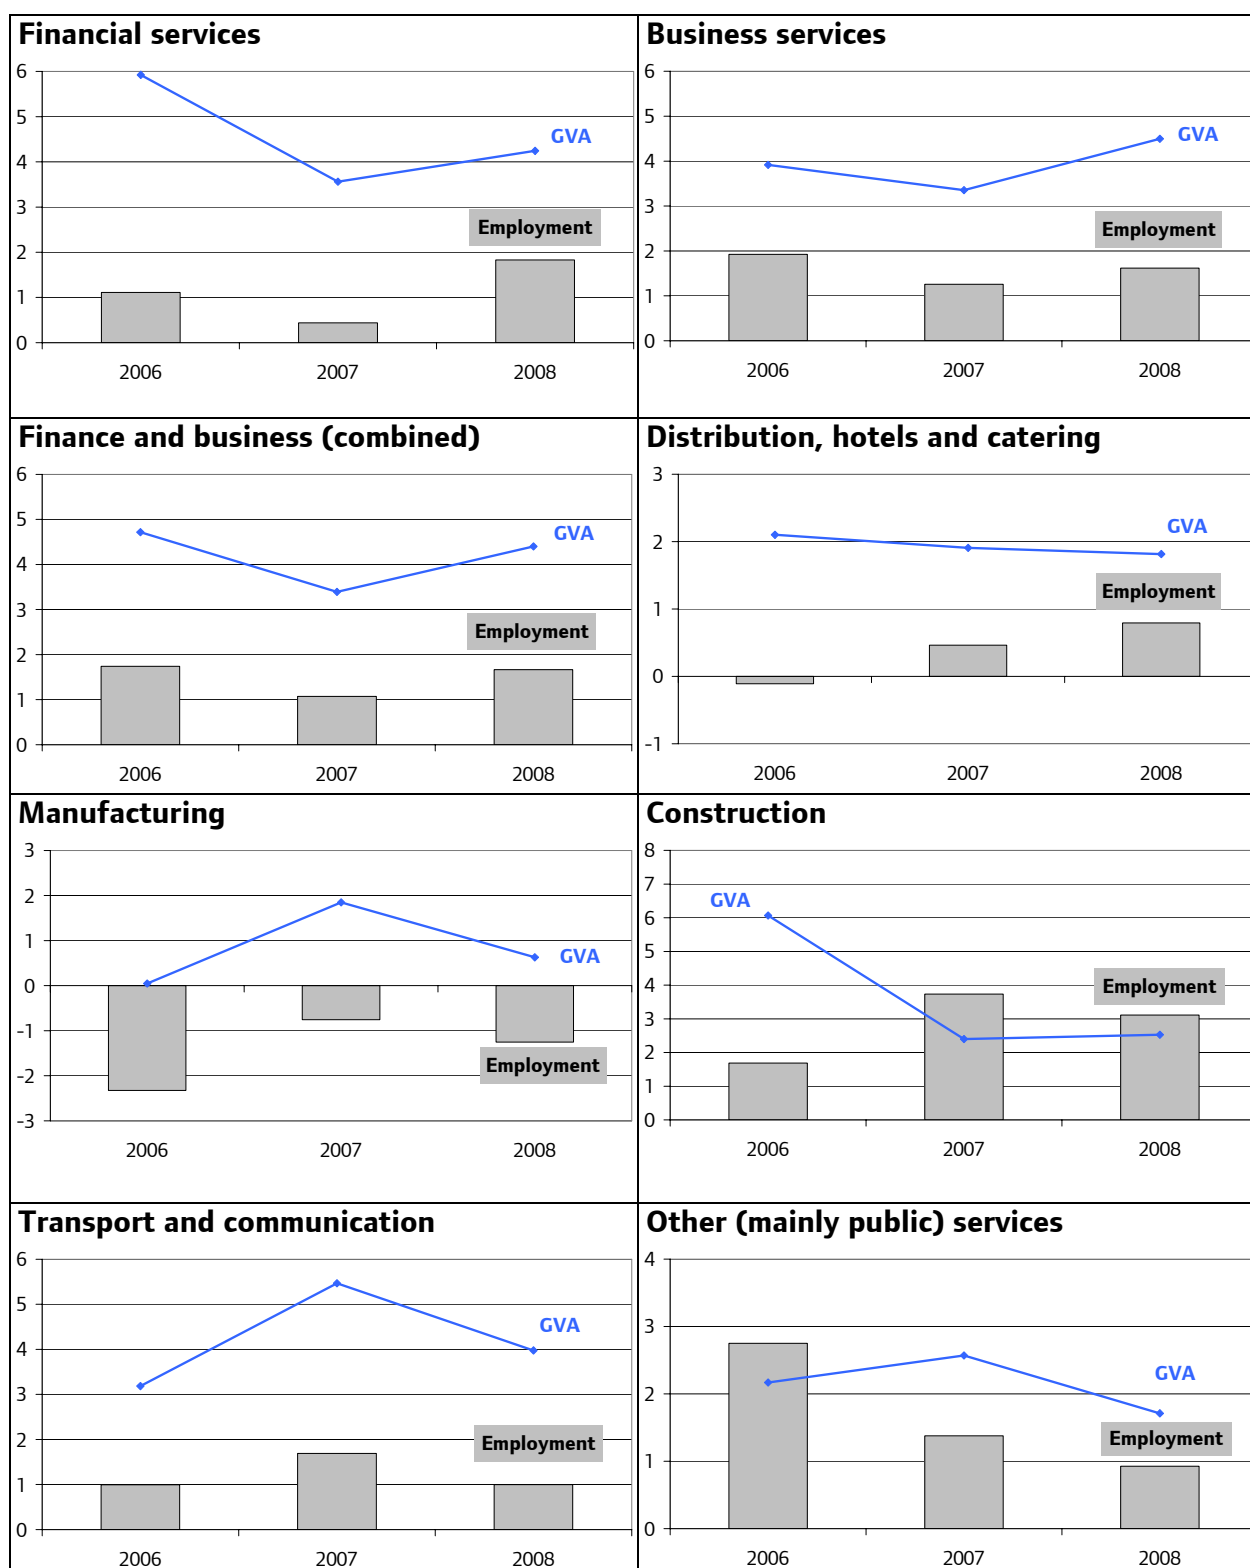 Financial services
6
5
4
3
2
1
0
GVA
Employment
2006 2007 2008
Business services
6
5
4
3
2
1
0
GVA
Employment
2006 2007 2008
Finance and business (combined)
6
5
4
3
2
1
0
GVA
Employment
2006 2007 2008
Distribution, hotels and catering
3
2
1
0
-1
GVA
Employment
2006 2007 2008
Manufacturing
3
2
1
0
-1
-2
-3
GVA
Employment
2006 2007 2008
Construction
8
7
6
5
4
3
2
1
0
GVA
Employment
2006 2007 2008
Transport and communication
6
5
4
3
2
1
0
GVA
Employment
2006 2007 2008
Other (mainly public) services
4
3
2
1
0
GVA
Employment
2006 2007 2008